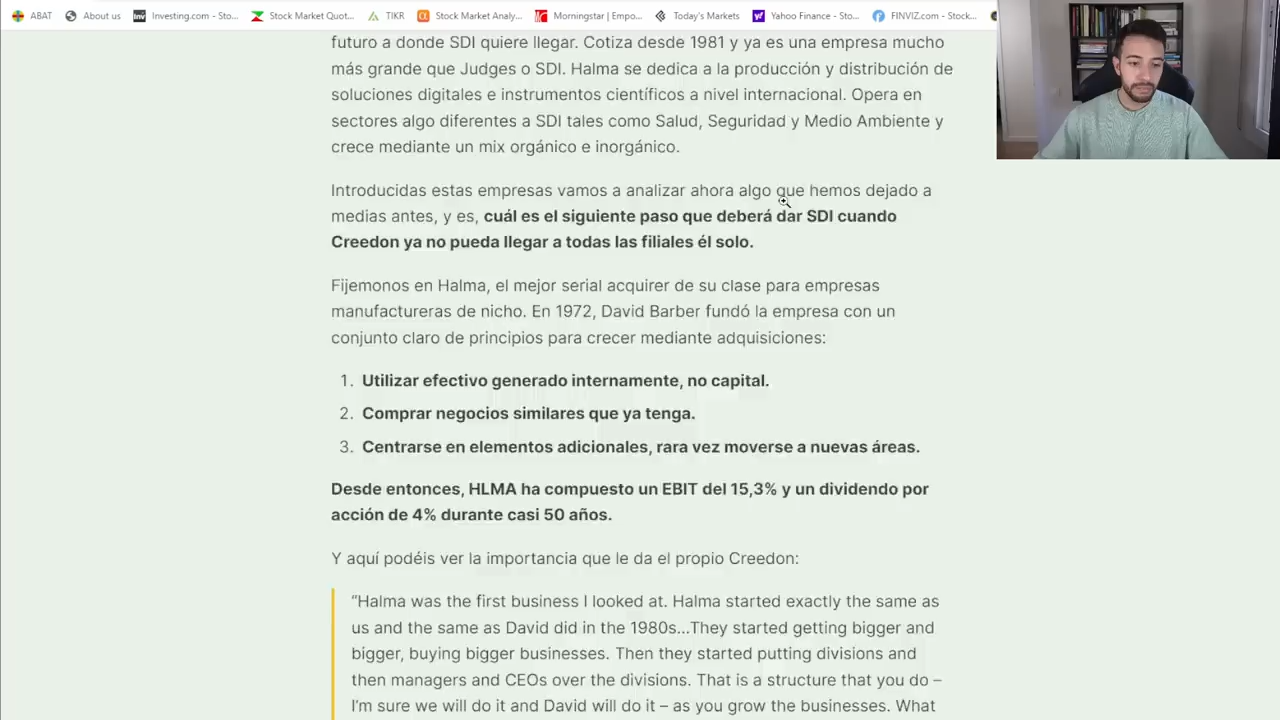 ABAT About us Investing.com - Sto... Stock Market Quot... TIKR Stock Market Analy... Morningstar | Empo... Today's Markets Yahoo Finance - Sto... FINVIZ.com - Stock...
futuro a donde SDI quiere llegar. Cotiza desde 1981 y ya es una empresa mucho
más grande que Judges o SDI. Halma se dedica a la producción y distribución de
soluciones digitales e instrumentos científicos a nivel internacional. Opera en
sectores algo diferentes a SDI tales como Salud, Seguridad y Medio Ambiente y
crece mediante un mix orgánico e inorgánico.
Introducidas estas empresas vamos a analizar ahora algo que hemos dejado a
medias antes, y es, cuál es el siguiente paso que deberá dar SDI cuando
Creedon ya no pueda llegar a todas las filiales él solo.
Fijemonos en Halma, el mejor serial acquirer de su clase para empresas
manufactureras de nicho. En 1972, David Barber fundó la empresa con un
conjunto claro de principios para crecer mediante adquisiciones:
1. Utilizar efectivo generado internamente, no capital.
2. Comprar negocios similares que ya tenga.
3. Centrarse en elementos adicionales, rara vez moverse a nuevas áreas.
Desde entonces, HLMA ha compuesto un EBIT del 15,3% y un dividendo por
acción de 4% durante casi 50 años.
Y aquí podéis ver la importancia que le da el propio Creedon:
“Halma was the first business I looked at. Halma started exactly the same as
us and the same as David did in the 1980s...They started getting bigger and
bigger, buying bigger businesses. Then they started putting divisions and
then managers and CEOs over the divisions. That is a structure that you do –
I’m sure we will do it and David will do it – as you grow the businesses. What